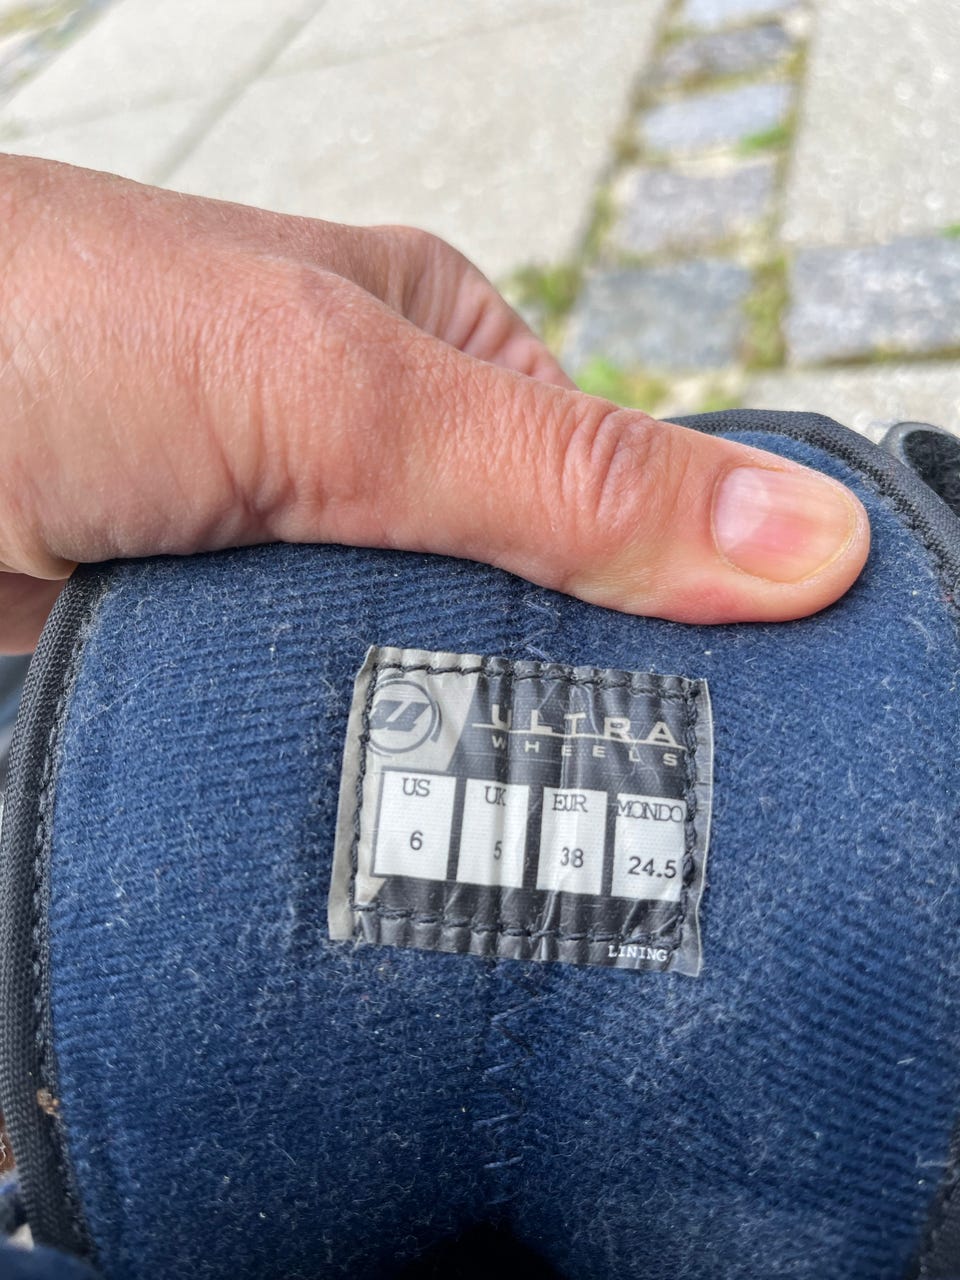 u ULTRA
WHEELS
US UK EUR MONDO
6 5 38 24.5
LINING